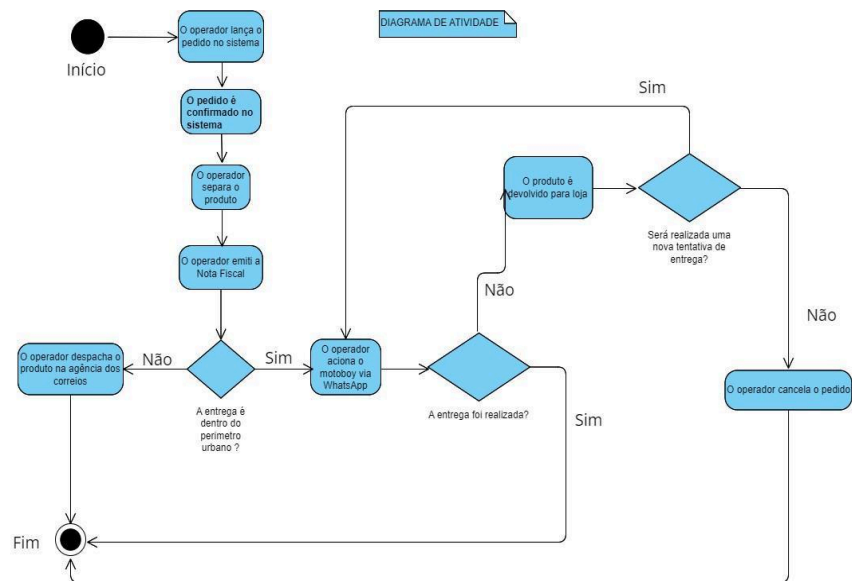 DIAGRAMA DE ATIVIDADE
Início
O operador lança o
pedido no sistema
O pedido é
confirmado no
sistema
O operador
separa o
produto
O operador emiti a
Nota Fiscal
A entrega é
dentro do
perimetro
urbano ?
Não
O operador despacha o
produto na agência dos
correios
Sim
O operador
aciona o
motoboy via
WhatsApp
A entrega foi realizada?
Não
Sim
O produto é
devolvido para loja
Será realizada uma
nova tentativa de
entrega?
Sim
Não
O operador cancela o pedido
Fim